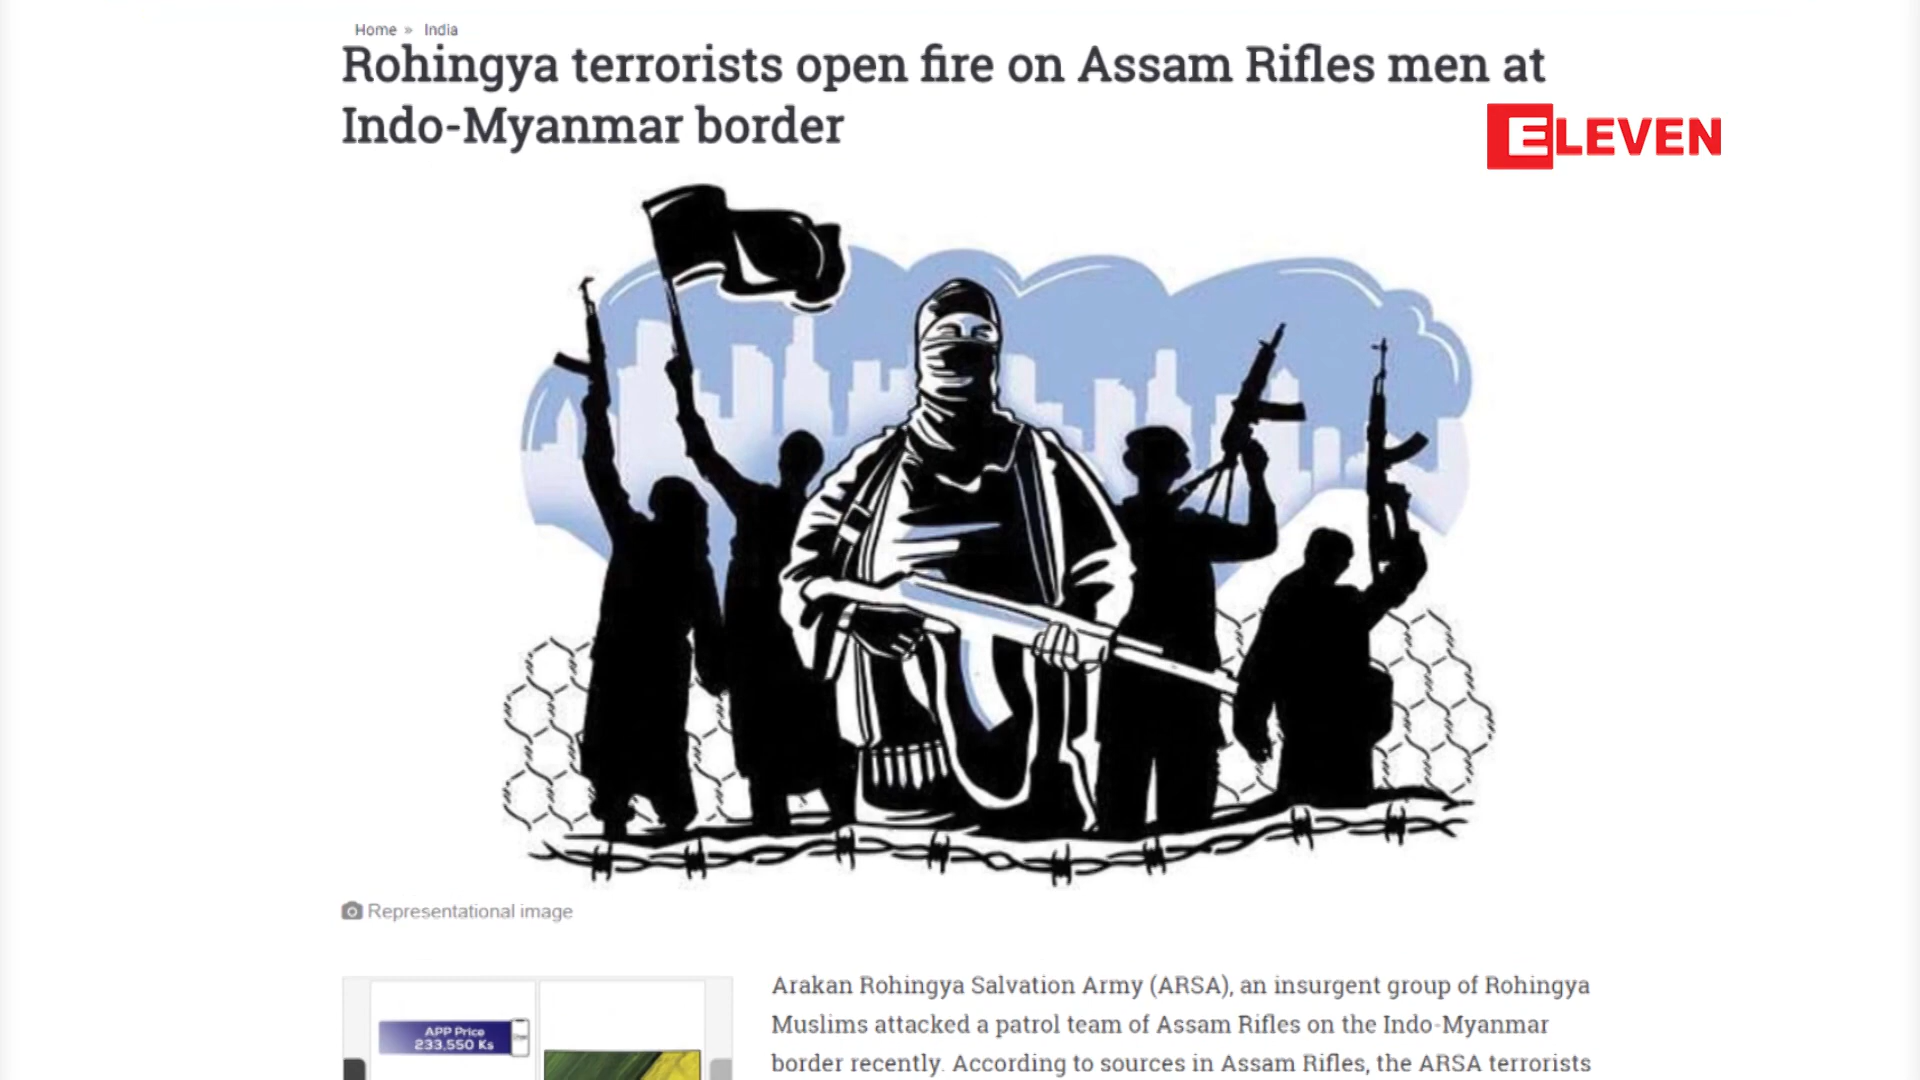 Home » India
Rohingya terrorists open fire on Assam Rifles men at
Indo-Myanmar border
ELEVEN
Representational image
APP Price
233,550 Ks
Arakan Rohingya Salvation Army (ARSA), an insurgent group of Rohingya
Muslims attacked a patrol team of Assam Rifles on the Indo-Myanmar
border recently. According to sources in Assam Rifles, the ARSA terrorists